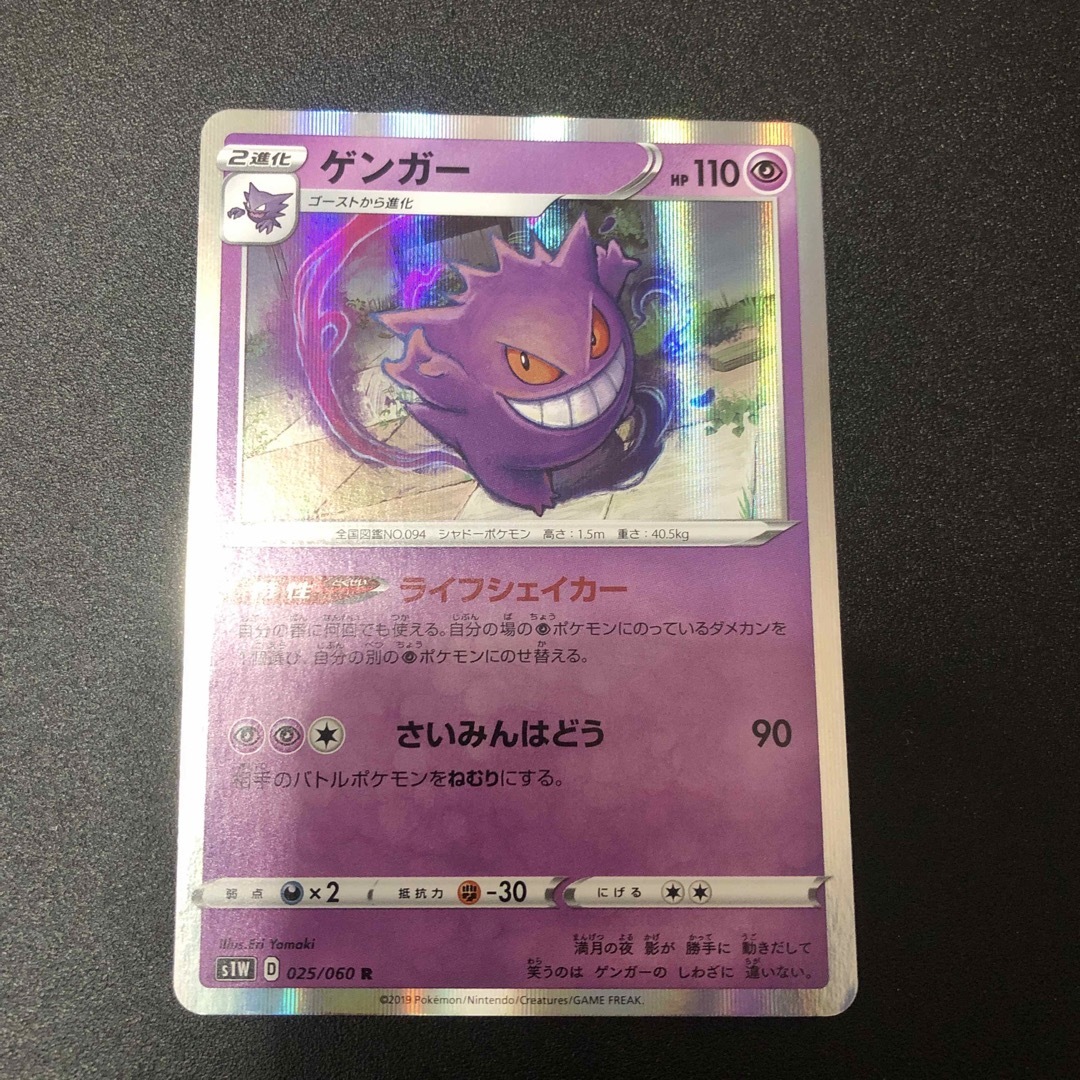 2進化
ゲンガー
HP 110
ゴーストから進化
全国図鑑NO.094 シャドーポケモン 高さ:1.5m 重さ:40.5kg
特性 とくせい ライフシェイカー
自分の番に何回でも使える。自分の場のポケモンにのっているダメカンを
1個選び、自分の別のポケモンにのせ替える。
さいみんはどう 90
相手のバトルポケモンをねむりにする。
弱点 ×2 抵抗力 -30 にげる
Illus. Eri Yamaki
満月の夜 影が 勝手に 動きだして
笑うのは ゲンガーの しわざに 違いない。
s1W D 025/060 R
©2019 Pokémon/Nintendo/Creatures/GAME FREAK.